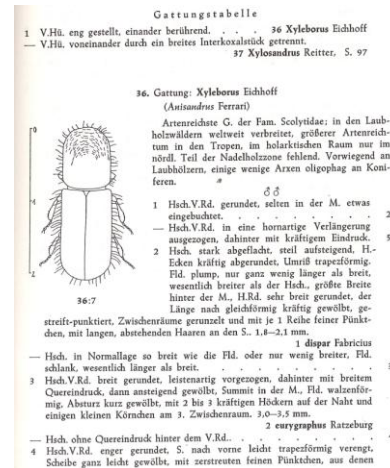 Gattungstabelle
1 V.Hü. eng gestellt, einander berührend. . . . 36 Xyleborus Eichhoff
— V.Hü. voneinander durch ein breites Interkoxalstück getrennt.
37 Xylosandrus Reitter, S. 97
36. Gattung: Xyleborus Eichhoff
(Anisandrus Ferrari)
Artenreichste G. der Fam. Scolytidae; in den Laub-
holzwäldern weltweit verbreitet, größerer Artenreich-
tum in den Tropen, im holarktischen Raum nur im
nördl. Teil der Nadelholzzone fehlend. Vorwiegend an
Laubhölzern, einige wenige Arxen oligophag an Koni-
feren.
♂♂
1 Hsch.V.Rd. gerundet, selten in der M. etwas
eingebuchtet. . . . . . . . . 2
— Hsch.V.Rd. in eine hornartige Verlängerung
ausgezogen, dahinter mit kräftigem Eindruck. 5
2 Hsch. stark abgeflacht, steil aufsteigend, H.-
Ecken kräftig abgerundet, Umriß trapezförmig.
Fld. plump, nur ganz wenig länger als breit,
wesentlich breiter als der Hsch., größte Breite
hinter der M., H.Rd. sehr breit gerundet, der
Länge nach gleichförmig kräftig gewölbt, ge-
36:7
streift-punktiert, Zwischenräume gerunzelt und mit je 1 Reihe feiner Pünkt-
chen, mit langen, abstehenden Haaren an den S.. 1,8–2,1 mm.
1 dispar Fabricius
— Hsch. in Normallage so breit wie die Fld. oder nur wenig breiter, Fld.
schlank, wesentlich länger als breit. . . . . . . . .
3 Hsch.V.Rd. breit gerundet, leistenartig vorgezogen, dahinter mit breitem
Quereindruck, dann ansteigend gewölbt, Summit in der M., Fld. walzenför-
mig, Absturz kurz gewölbt, mit 2 bis 3 kräftigen Höckern auf der Naht und
einigen kleinen Körnchen am 3. Zwischenraum. 3,0–3,5 mm.
2 eurygraphus Ratzeburg
— Hsch. ohne Quereindruck hinter dem V.Rd.. . . . . . .
4 Hsch.V.Rd. enger gerundet, S. nach vorne leicht trapezförmig verengt,
Scheibe ganz leicht gewölbt, mit zerstreuten feinen Pünktchen, aus denen